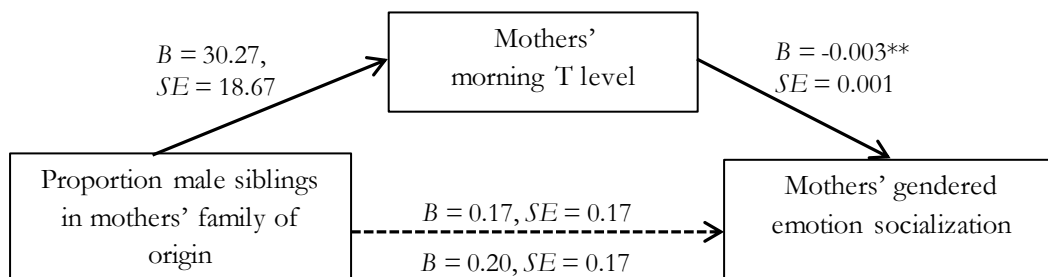 B = 30.27,
SE = 18.67
Mothers’
morning T level
B = -0.003**
SE = 0.001
Proportion male siblings
in mothers’ family of
origin
B = 0.17, SE = 0.17
B = 0.20, SE = 0.17
Mothers’ gendered
emotion socialization